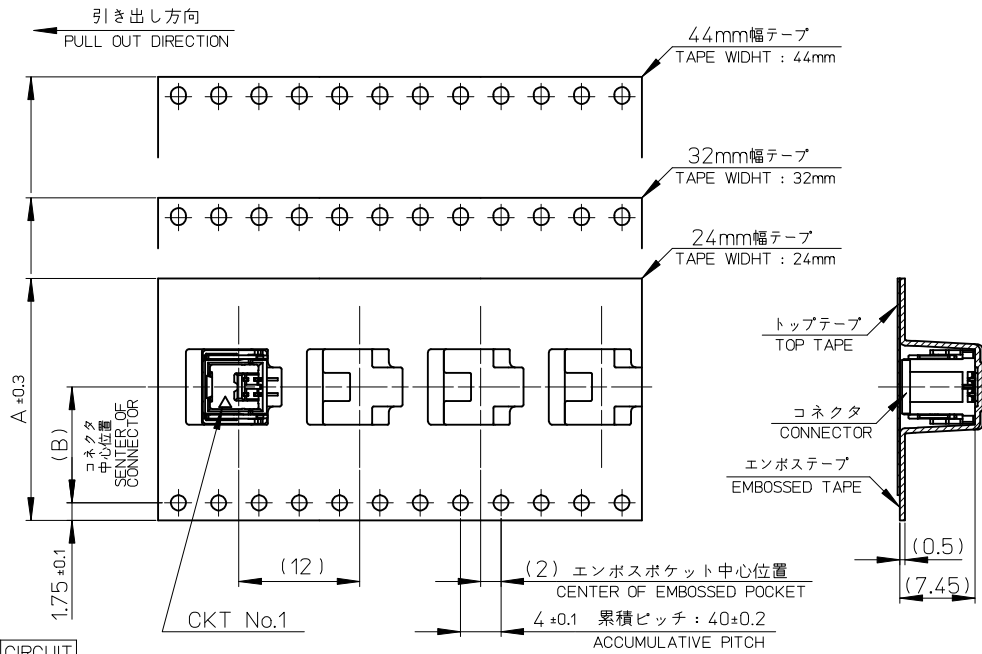 引き出し方向
PULL OUT DIRECTION
44mm幅テープ
TAPE WIDHT : 44mm
32mm幅テープ
TAPE WIDHT : 32mm
24mm幅テープ
TAPE WIDHT : 24mm
トップテープ
TOP TAPE
コネクタ
CONNECTOR
エンボステープ
EMBOSSED TAPE
A ±0.3
(B)
コネクタ
中心位置
SENTER OF
CONNECTOR
1.75 ±0.1
(12)
(2) エンボスポケット中心位置
CENTER OF EMBOSSED POCKET
4 ±0.1 累積ピッチ : 40±0.2
ACCUMULATIVE PITCH
(0.5)
(7.45)
CKT No.1
CIRCUIT